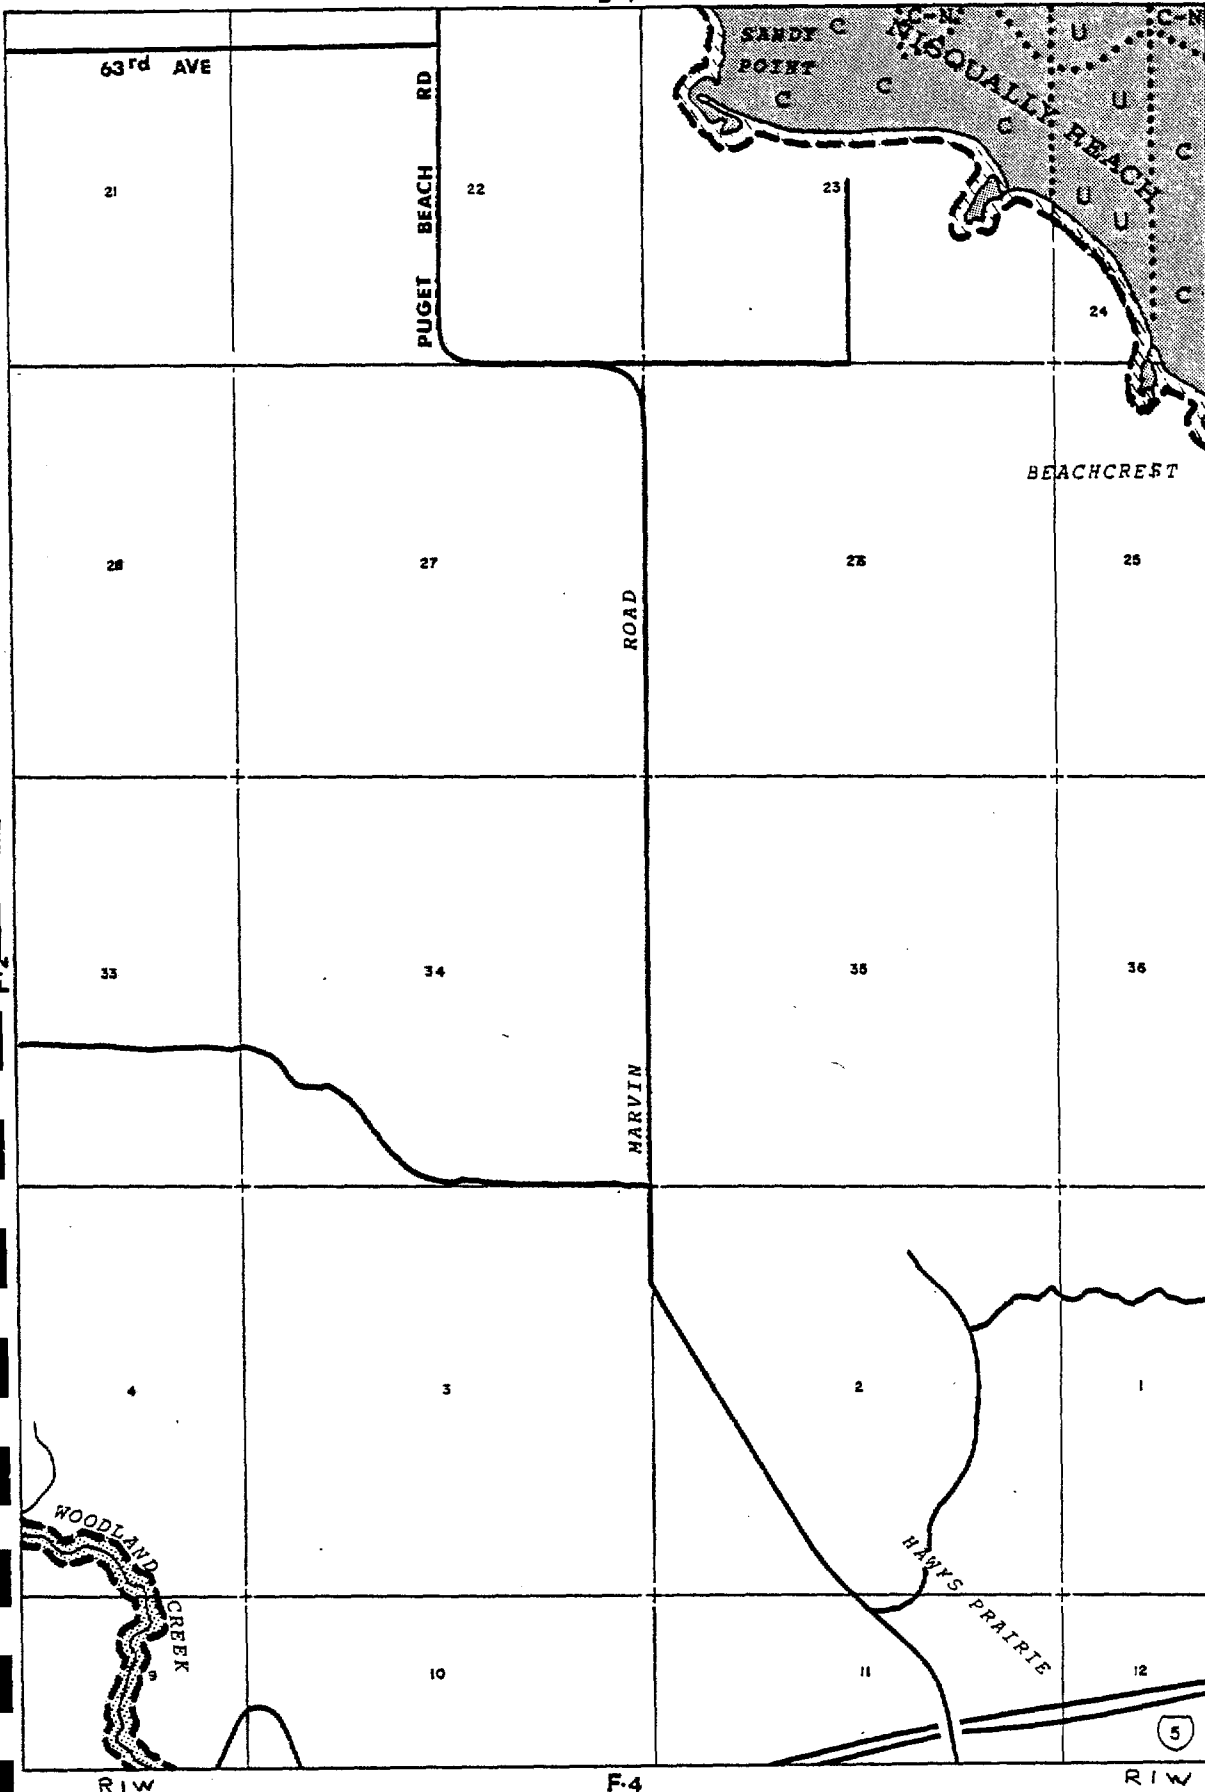 C-N
C-N
SANDY
POINT
C
U
NISQUALLY REACH
63rd AVE
C
C
U
C
C
PUGET BEACH RD
21
22
23
U
U
C
24
BEACHCREST
28
27
26
25
ROAD
33
34
35
36
MARVIN
4
3
2
1
WOODLAND
CREEK
HAWKS PRAIRIE
10
11
12
5
R1W
F-4
R1W